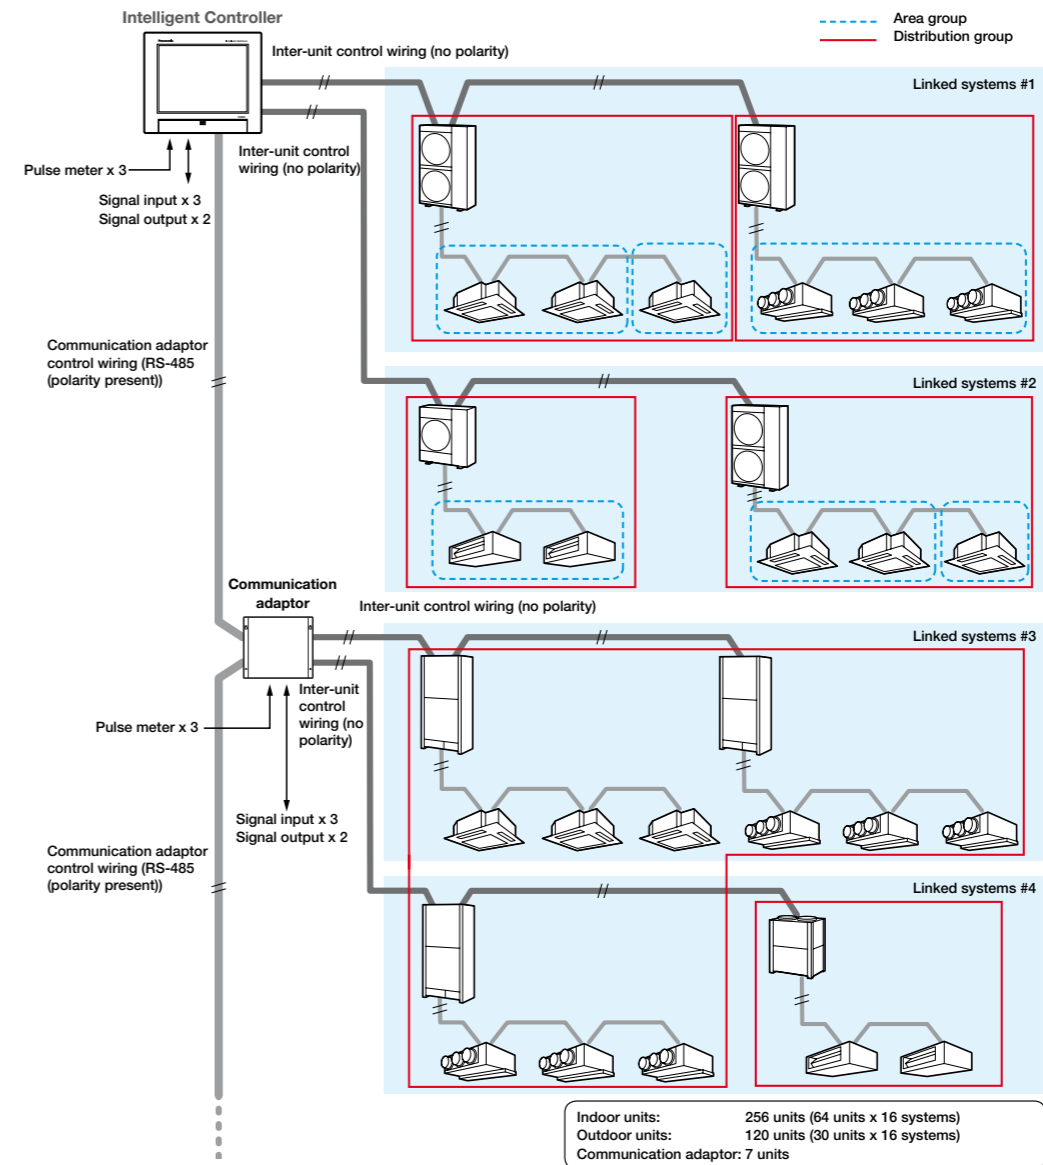 Intelligent Controller
Area group
Distribution group
Panasonic
Inter-unit control wiring (no polarity)
Linked systems #1
Inter-unit control
wiring (no polarity)
Pulse meter x 3
Signal input x 3
Signal output x 2
Communication adaptor
control wiring (RS-485
(polarity present))
Linked systems #2
Communication
adaptor
Inter-unit control wiring (no polarity)
Linked systems #3
Inter-unit
control
wiring (no
polarity)
Pulse meter x 3
Signal input x 3
Signal output x 2
Communication adaptor
control wiring (RS-485
(polarity present))
Linked systems #4
Indoor units: 256 units (64 units x 16 systems)
Outdoor units: 120 units (30 units x 16 systems)
Communication adaptor: 7 units